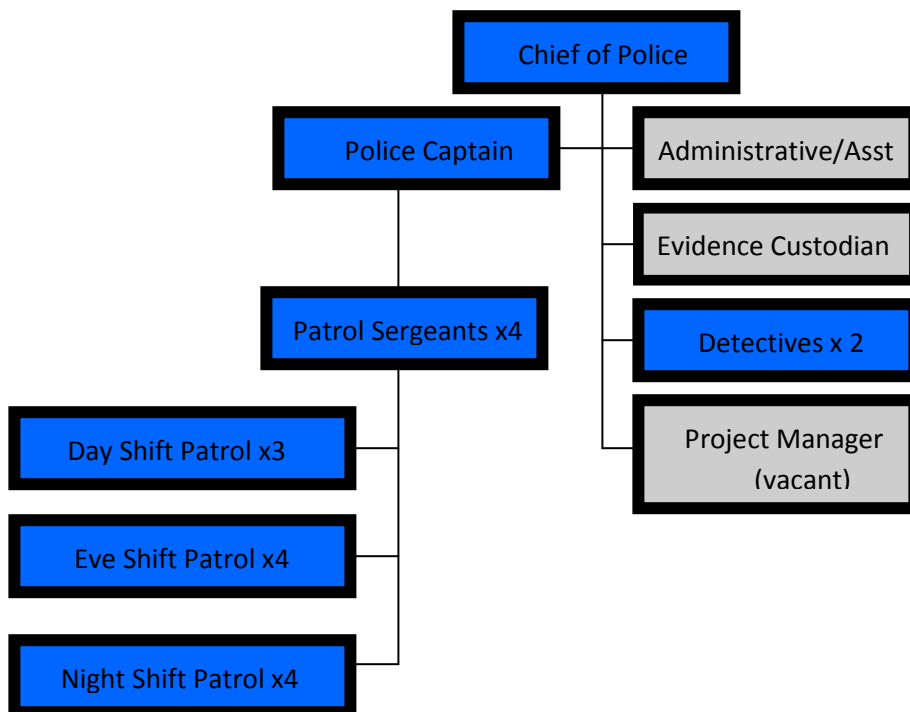 Chief of Police
Police Captain
Administrative/Asst
Evidence Custodian
Patrol Sergeants x4
Detectives x 2
Day Shift Patrol x3
Project Manager
(vacant)
Eve Shift Patrol x4
Night Shift Patrol x4